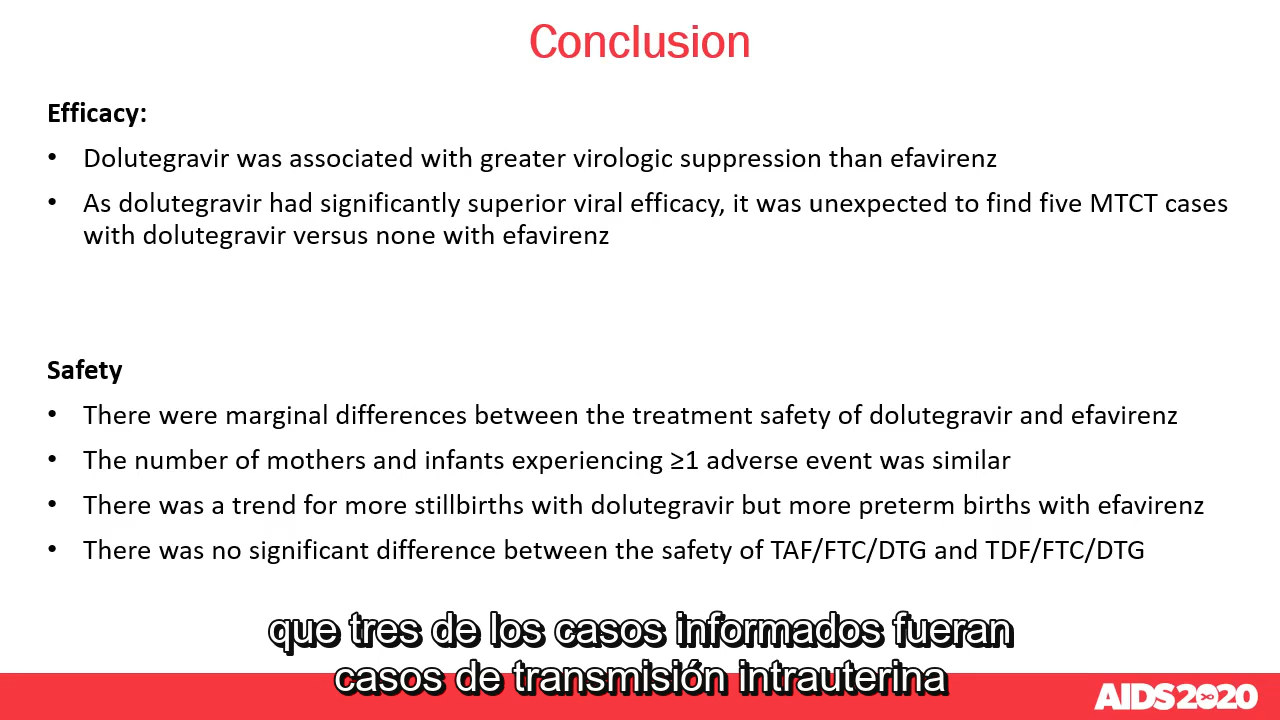 Conclusion
Efficacy:
• Dolutegravir was associated with greater virologic suppression than efavirenz
• As dolutegravir had significantly superior viral efficacy, it was unexpected to find five MTCT cases
with dolutegravir versus none with efavirenz
Safety
• There were marginal differences between the treatment safety of dolutegravir and efavirenz
• The number of mothers and infants experiencing ≥1 adverse event was similar
• There was a trend for more stillbirths with dolutegravir but more preterm births with efavirenz
• There was no significant difference between the safety of TAF/FTC/DTG and TDF/FTC/DTG
que tres de los casos informados fueran
casos de transmisión intrauterina
AIDS2020